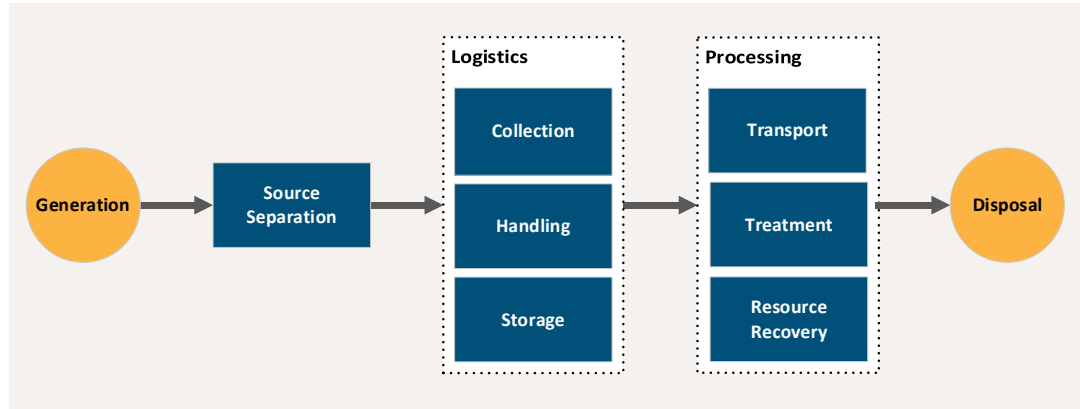 Generation
Source
Separation
Logistics
Collection
Handling
Storage
Processing
Transport
Treatment
Resource
Recovery
Disposal